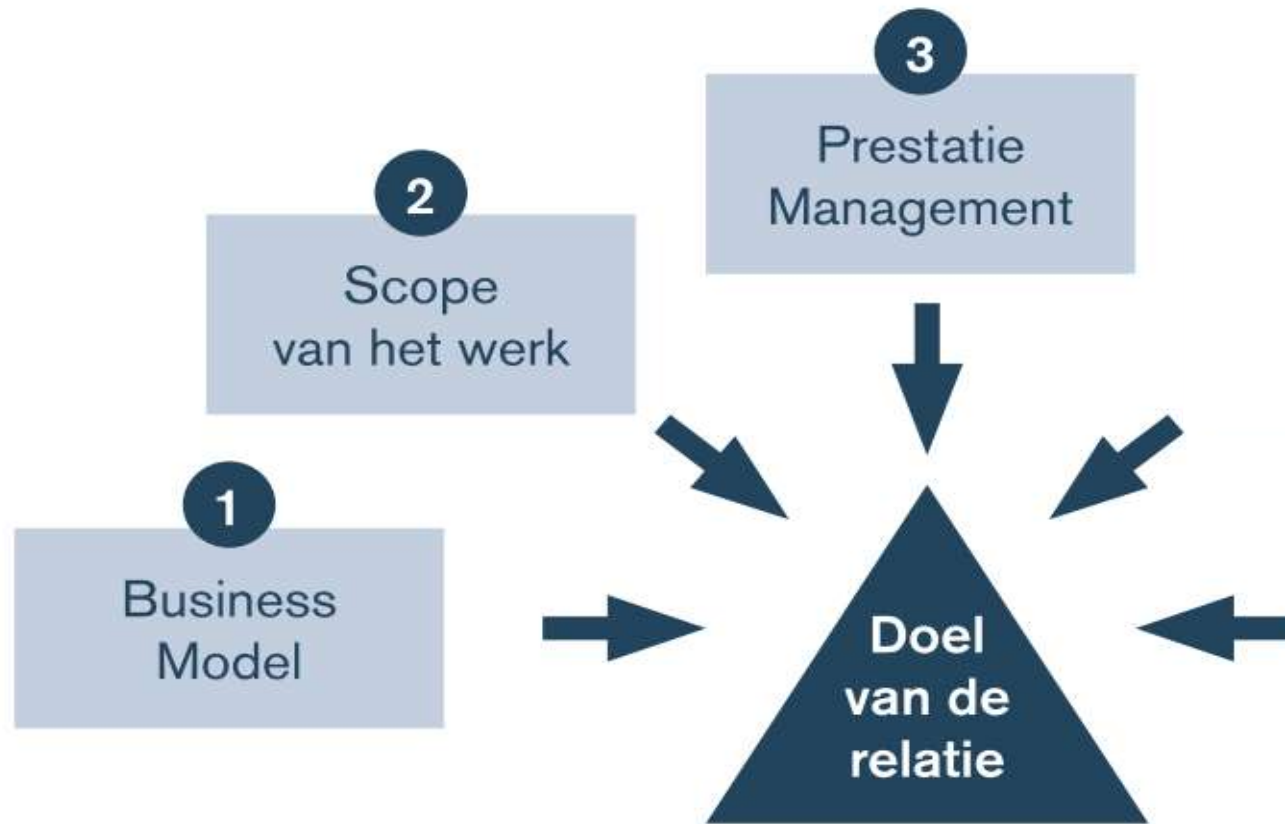 3
Prestatie
Management
2
Scope
van het werk
1
Business
Model
Doel
van de
relatie